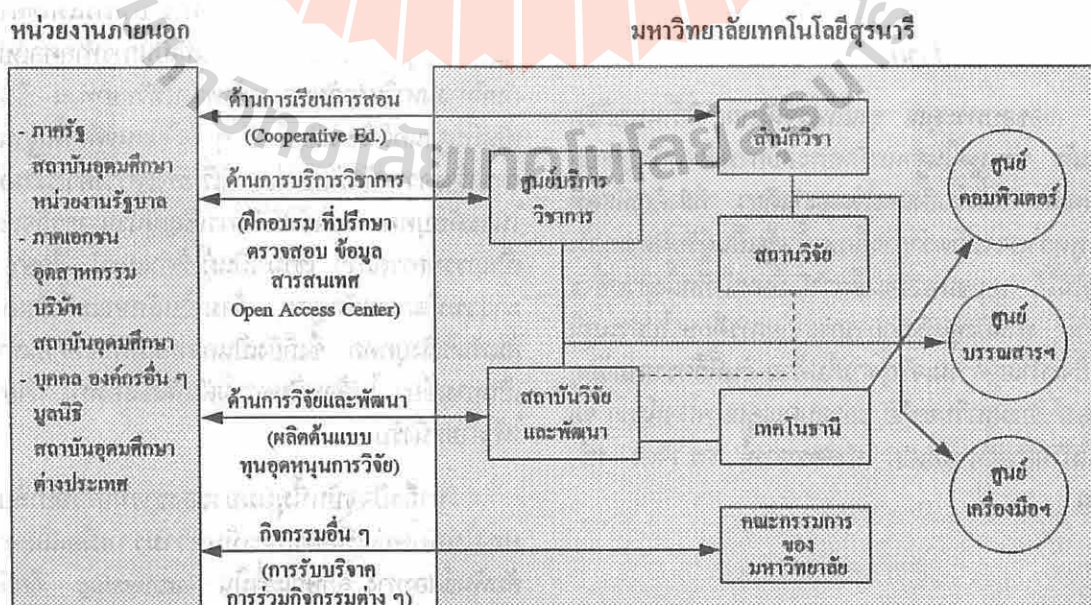 หน่วยงานภายนอก
มหาวิทยาลัยเทคโนโลยีสุรนารี
- ภาครัฐ
สถาบันอุดมศึกษา
หน่วยงานรัฐบาล
- ภาคเอกชน
อุตสาหกรรม
บริษัท
สถาบันอุดมศึกษา
- บุคคล องค์กรอื่น ๆ
มูลนิธิ
สถาบันอุดมศึกษา
ต่างประเทศ
ด้านการเรียนการสอน
(Cooperative Ed.)
ด้านการบริการวิชาการ
(ฝึกอบรม ที่ปรึกษา
ตรวจสอบ ข้อมูล
สารสนเทศ
Open Access Center)
ด้านการวิจัยและพัฒนา
(ผลิตต้นแบบ
ทุนอุดหนุนการวิจัย)
กิจกรรมอื่น ๆ
(การรับบริจาค
การร่วมกิจกรรมต่าง ๆ)
สำนักวิชา
ศูนย์บริการ
วิชาการ
สถานวิจัย
สถาบันวิจัย
และพัฒนา
เทคโนธานี
คณะกรรมการ
ของ
มหาวิทยาลัย
ศูนย์
คอมพิวเตอร์
ศูนย์
บรรณสารฯ
ศูนย์
เครื่องมือฯ